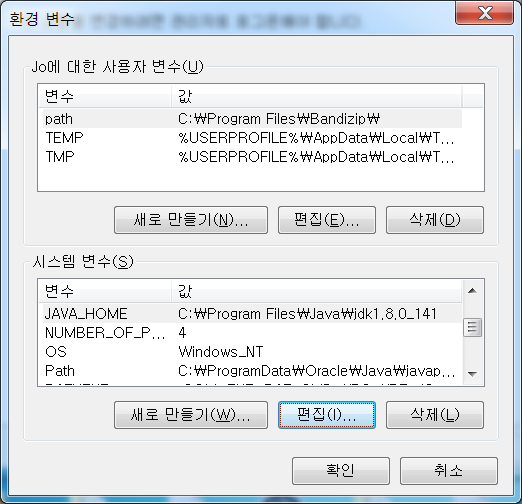 환경 변수
Jo에 대한 사용자 변수(U)
변수 값
path C:₩Program Files₩Bandizip₩
TEMP %USERPROFILE%₩AppData₩Local₩T...
TMP %USERPROFILE%₩AppData₩Local₩T...
새로 만들기(N)... 편집(E)... 삭제(D)
시스템 변수(S)
변수 값
JAVA_HOME C:₩Program Files₩Java₩jdk1.8.0_141
NUMBER_OF_P... 4
OS Windows_NT
Path C:₩ProgramData₩Oracle₩Java₩javap...
새로 만들기(W)... 편집(I)... 삭제(L)
확인 취소